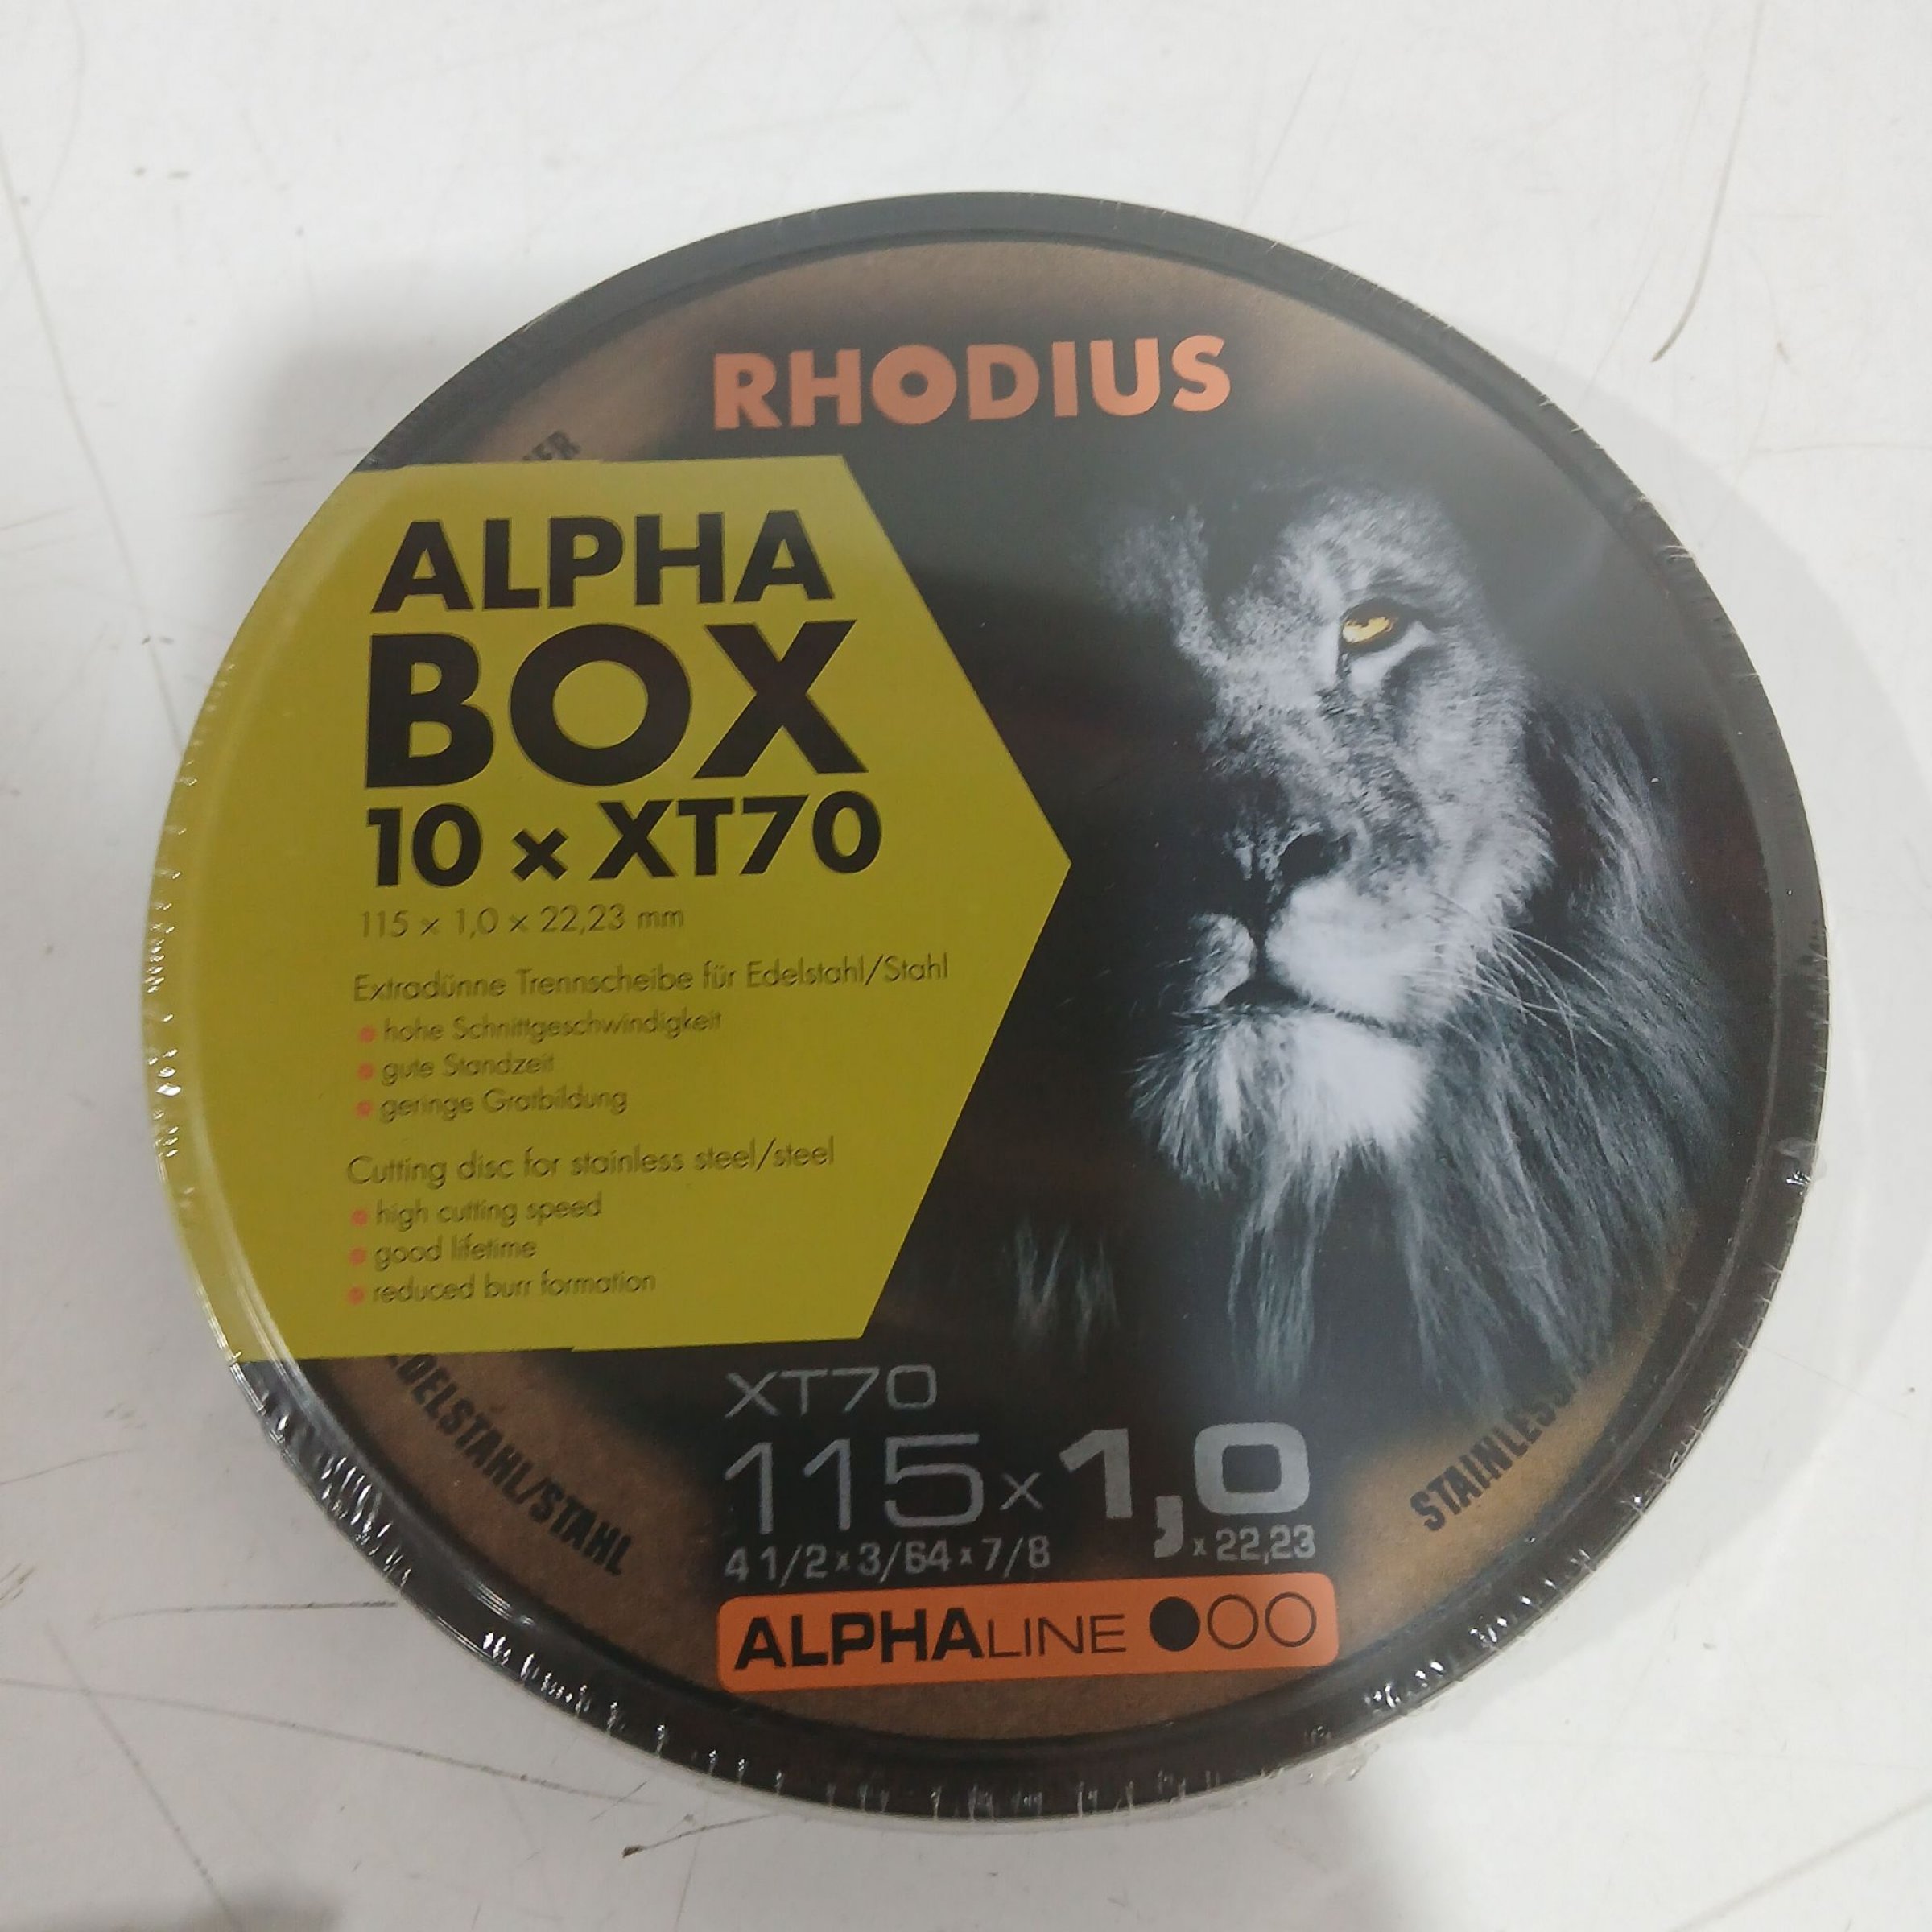 RHODIUS
ALPHA
BOX
10 × XT70
115 × 1,0 × 22,23 mm
Extradünne Trennscheibe für Edelstahl/Stahl
hohe Schnittgeschwindigkeit
gute Standzeit
geringe Gratbildung
Cutting disc for stainless steel/steel
high cutting speed
good lifetime
reduced burr formation
EDELSTAHL/STAHL
XT70
115 x 1,0
4 1/2 x 3/64 x 7/8 x 22,23
STAINLESS
ALPHALINE